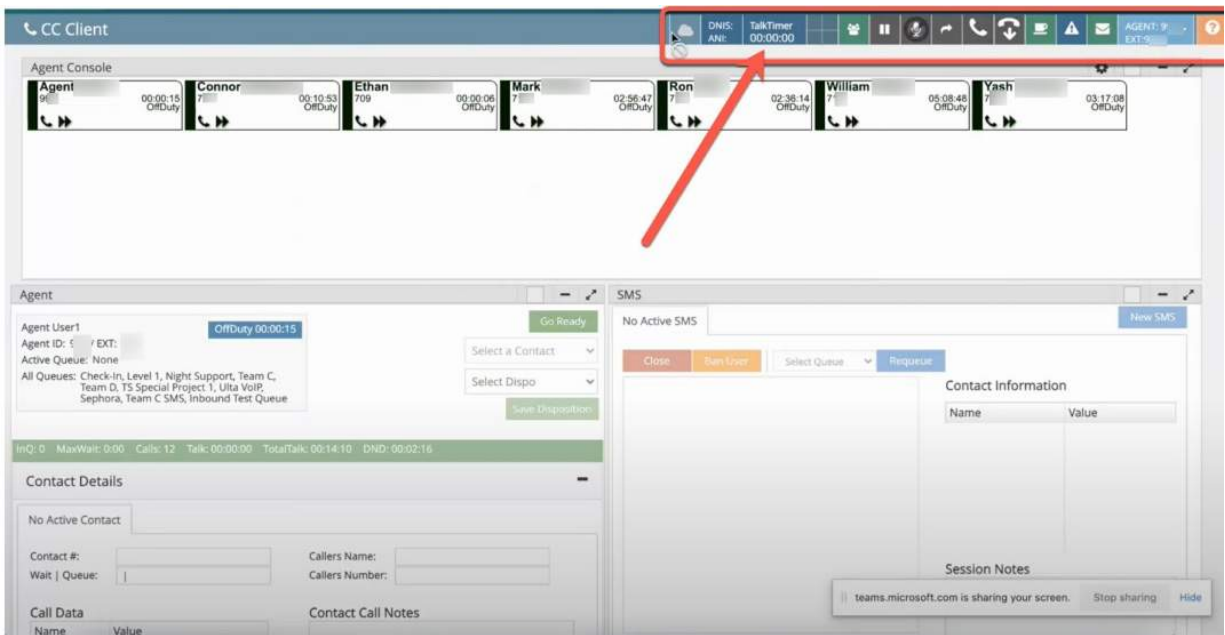 CC Client
DNIS:
ANI:
TalkTimer
00:00:00
AGENT: 9
EXT:9
Agent Console
Agent
00:00:15
OffDuty
Connor
7
00:10:53
OffDuty
Ethan
709
00:00:06
OffDuty
Mark
7
02:56:47
OffDuty
Ron
7
02:36:14
OffDuty
William
7
05:08:48
OffDuty
Yash
7
03:17:08
OffDuty
Agent
Agent User1
OffDuty 00:00:15
Agent ID: EXT:
Active Queue: None
All Queues: Check-In, Level 1, Night Support, Team C,
Team D, TS Special Project 1, Ulta VoIP,
Sephora, Team C SMS, Inbound Test Queue
Go Ready
Select a Contact
Select Dispo
Save Disposition
InQ: 0 MaxWait: 0:00 Calls: 12 Talk: 00:00:00 TotalTalk: 00:14:10 DND: 00:02:16
Contact Details
No Active Contact
Contact #:
Wait | Queue: |
Callers Name:
Callers Number:
Call Data
Name Value
Contact Call Notes
SMS
No Active SMS
New SMS
Close
Ban User
Select Queue
Requeue
Contact Information
Name Value
Session Notes
teams.microsoft.com is sharing your screen. Stop sharing Hide